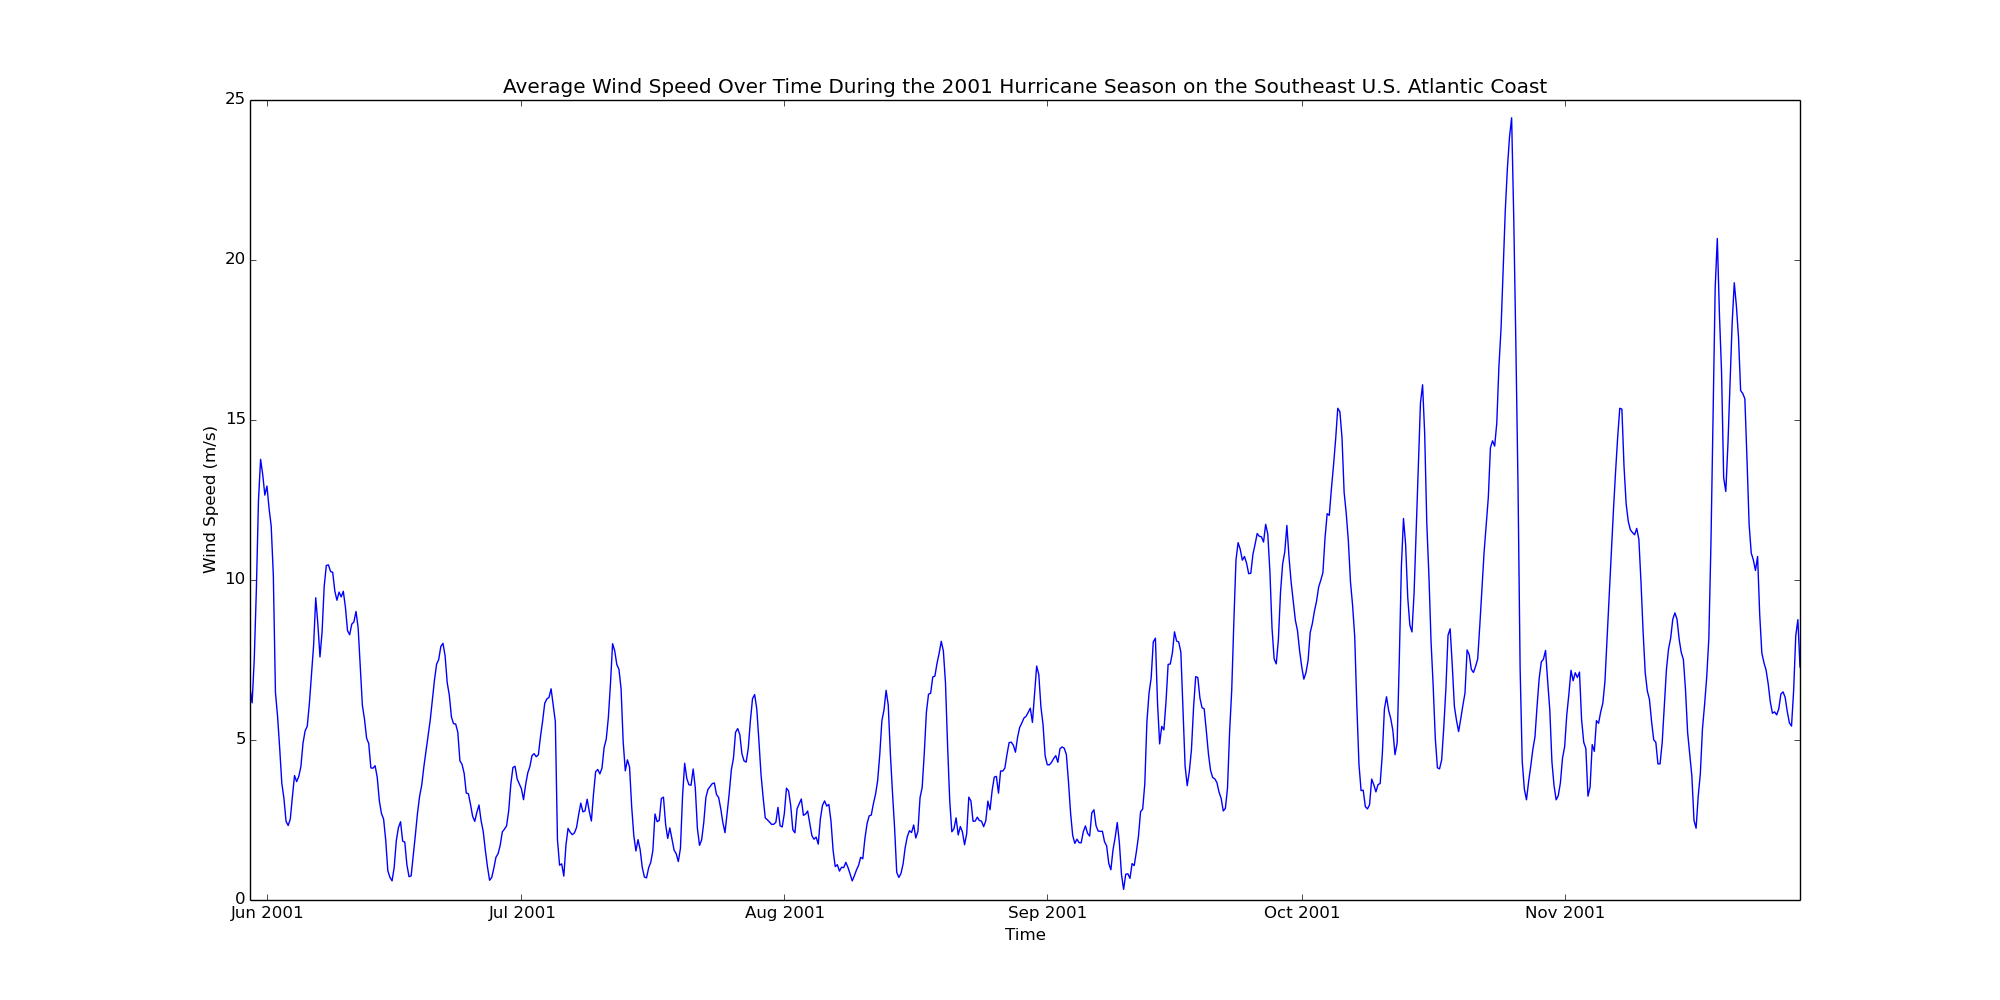 Average Wind Speed Over Time During the 2001 Hurricane Season on the Southeast U.S. Atlantic Coast
25
20
15
10
5
0
Wind Speed (m/s)
Jun 2001 Jul 2001 Aug 2001 Sep 2001 Oct 2001 Nov 2001
Time